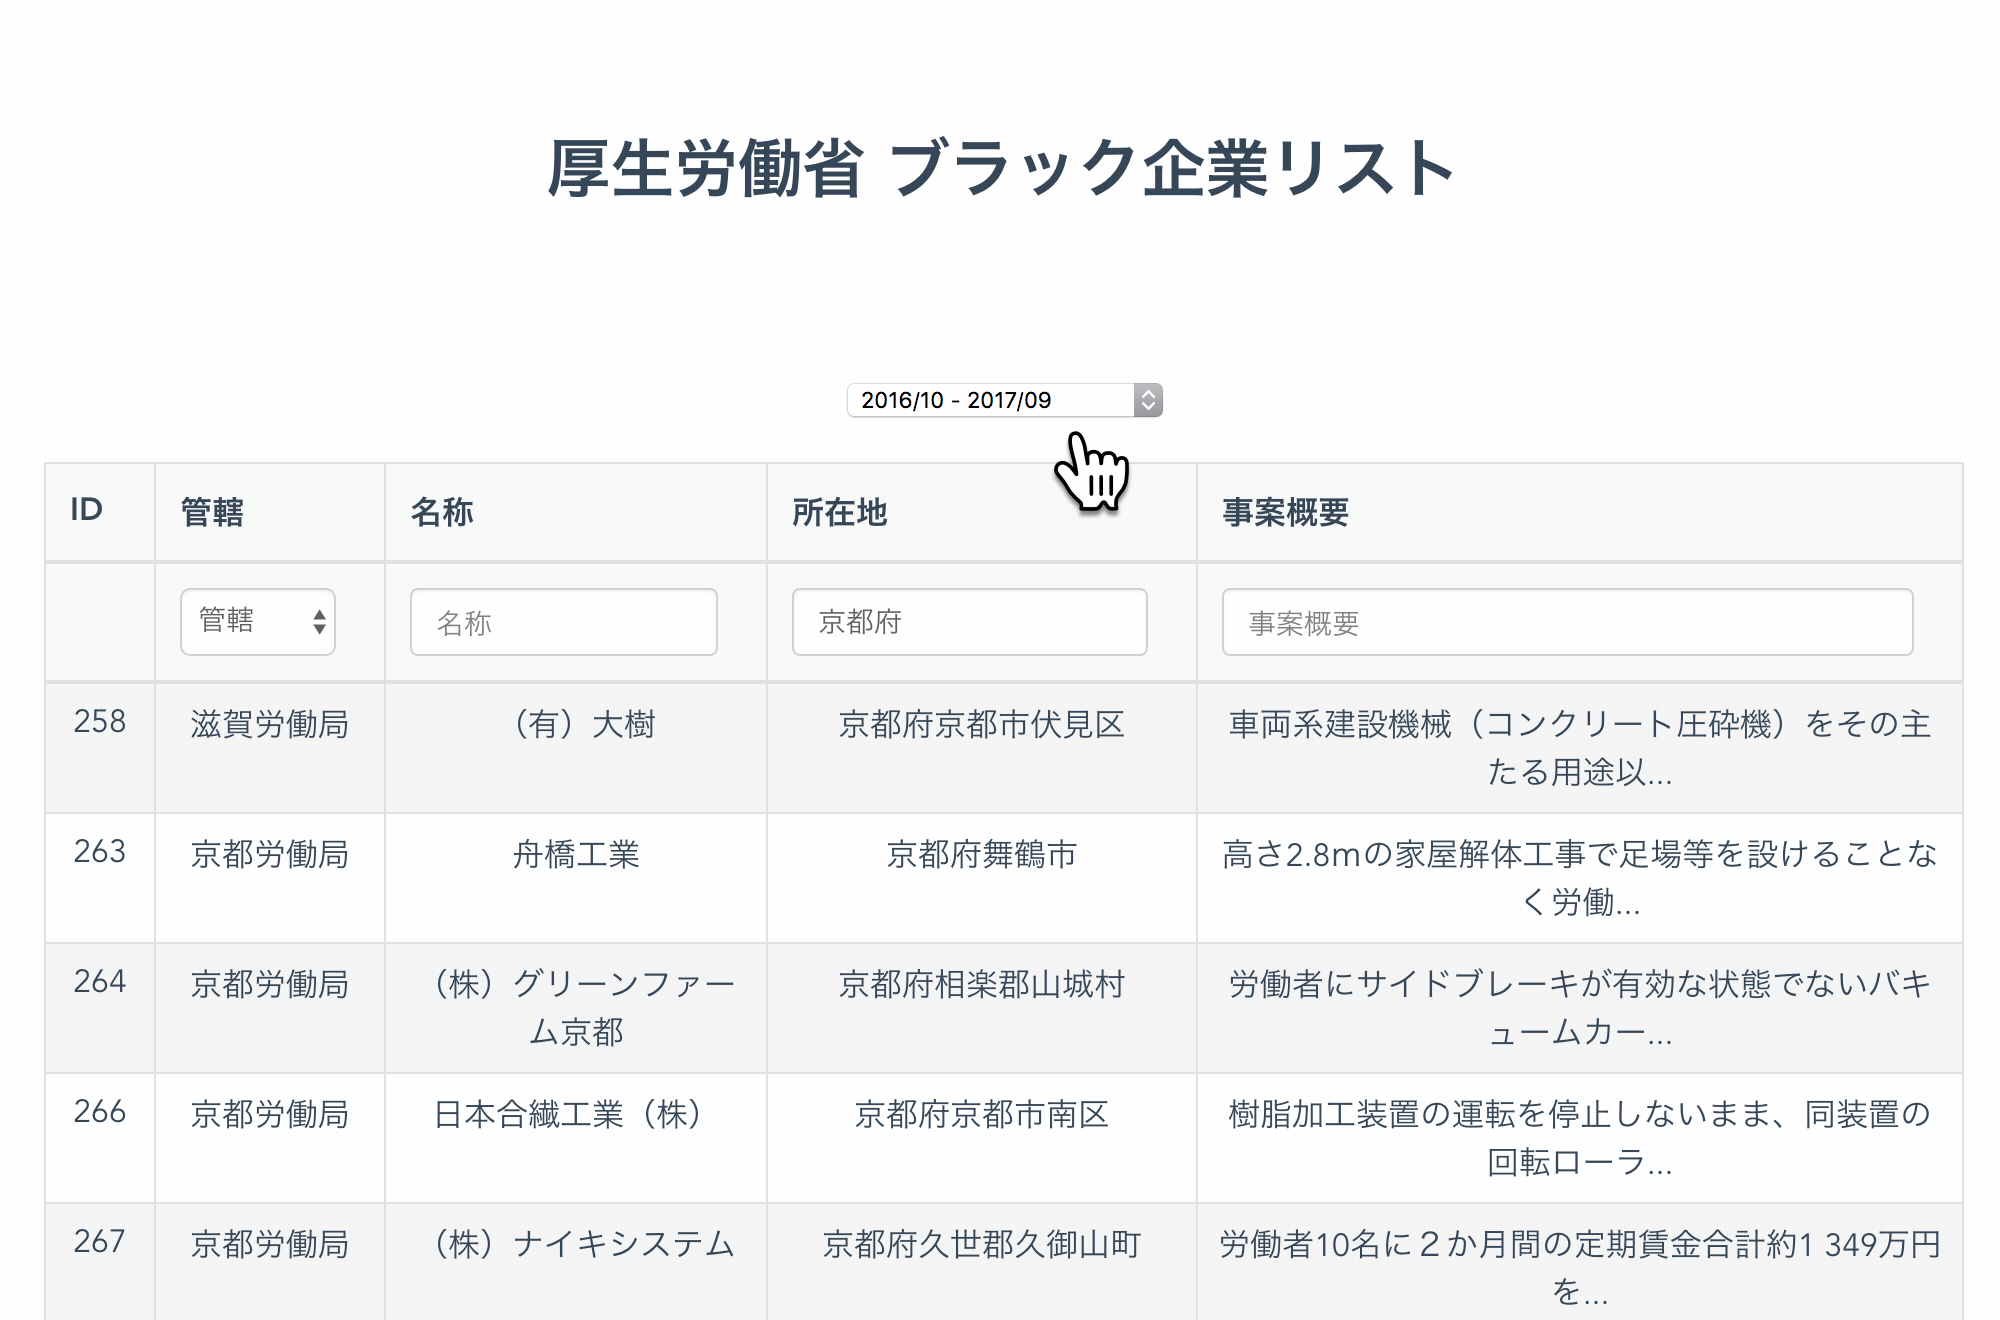 厚生労働省 ブラック企業リスト
2016/10 - 2017/09
ID 管轄 名称 所在地 事案概要
管轄 名称 京都府 事案概要
258 滋賀労働局 （有）大樹 京都府京都市伏見区 車両系建設機械（コンクリート圧砕機）をその主
たる用途以...
263 京都労働局 舟橋工業 京都府舞鶴市 高さ2.8mの家屋解体工事で足場等を設けることな
く労働...
264 京都労働局 （株）グリーンファー 京都府相楽郡山城村 労働者にサイドブレーキが有効な状態でないバキ
ム京都 ュームカー...
266 京都労働局 日本合繊工業（株） 京都府京都市南区 樹脂加工装置の運転を停止しないまま、同装置の
回転ローラ...
267 京都労働局 （株）ナイキシステム 京都府久世郡久御山町 労働者10名に２か月間の定期賃金合計約1 349万円
を...